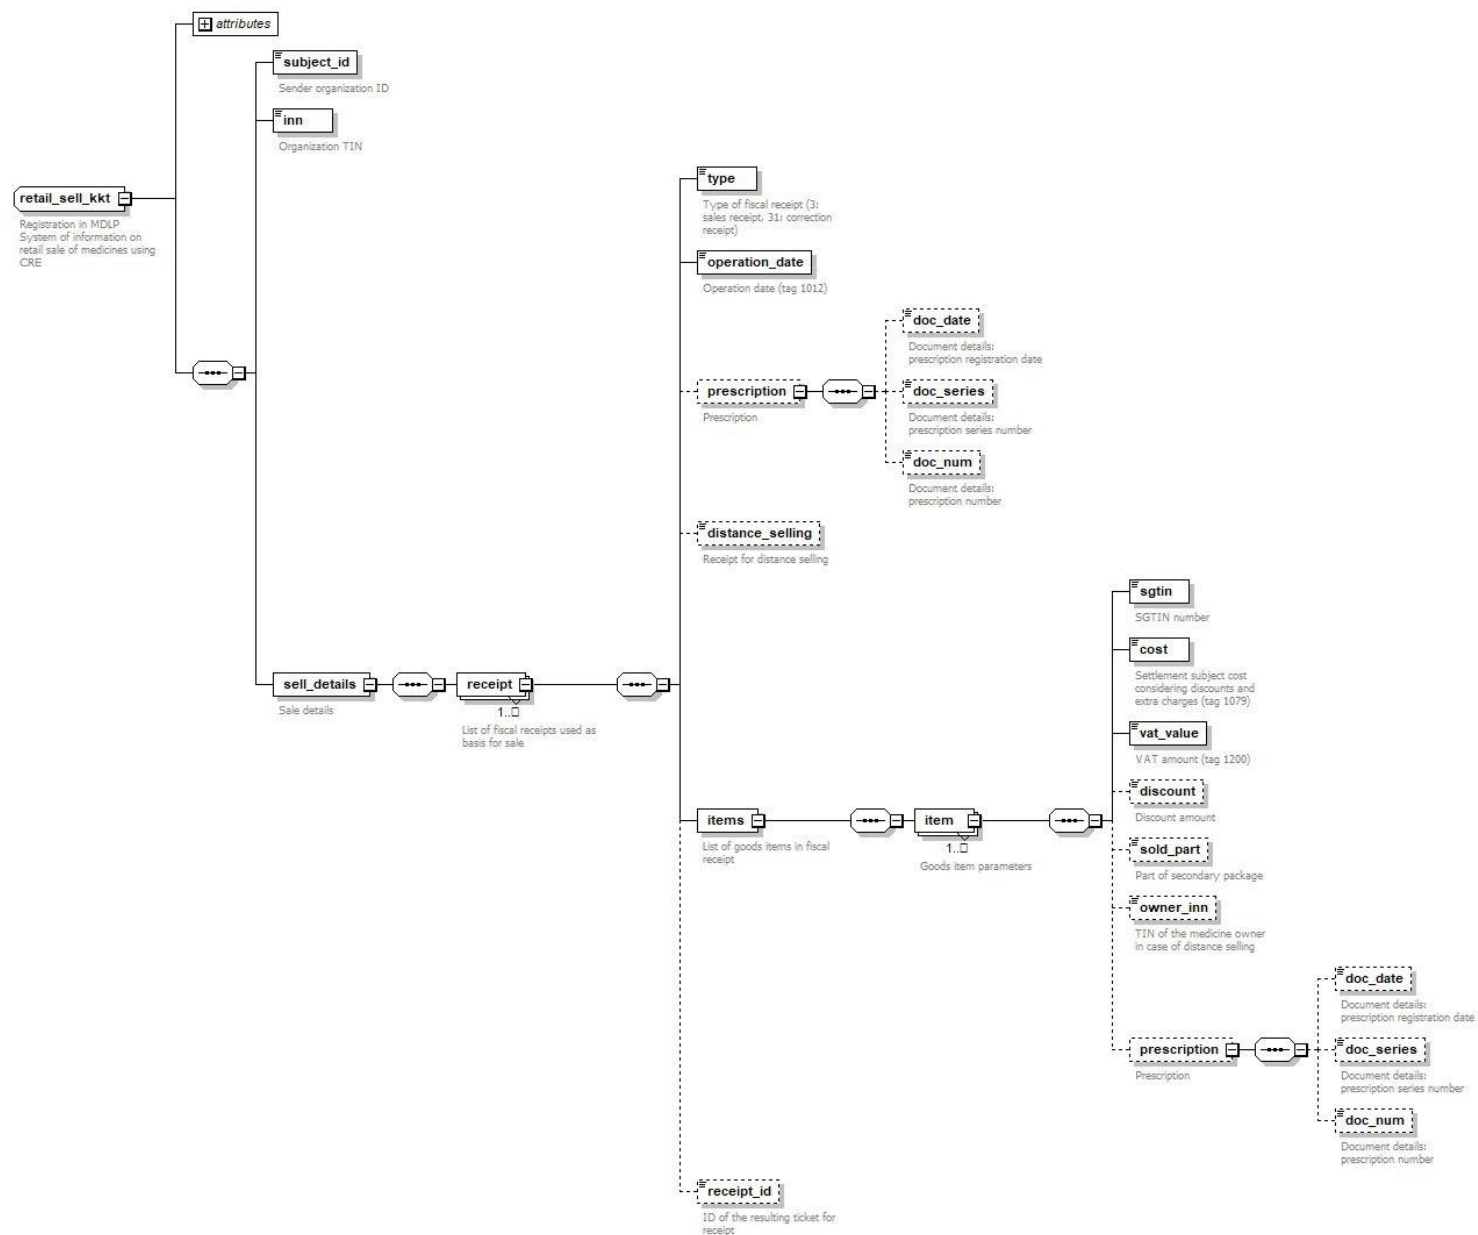 attributes
subject_id
Sender organization ID
inn
Organization TIN
retail_sell_kkt
Registration in MDLP
System of information on
retail sale of medicines using
CRE
type
Type of fiscal receipt (3:
sales receipt, 31: correction
receipt)
operation_date
Operation date (tag 1012)
prescription
Prescription
doc_date
Document details:
prescription registration date
doc_series
Document details:
prescription series number
doc_num
Document details:
prescription number
distance_selling
Receipt for distance selling
sell_details
Sale details
receipt
1..□
List of fiscal receipts used as
basis for sale
items
List of goods items in fiscal
receipt
item
1..□
Goods item parameters
sgtin
SGTIN number
cost
Settlement subject cost
considering discounts and
extra charges (tag 1079)
vat_value
VAT amount (tag 1200)
discount
Discount amount
sold_part
Part of secondary package
owner_inn
TIN of the medicine owner
in case of distance selling
prescription
Prescription
doc_date
Document details:
prescription registration date
doc_series
Document details:
prescription series number
doc_num
Document details:
prescription number
receipt_id
ID of the resulting ticket for
receipt